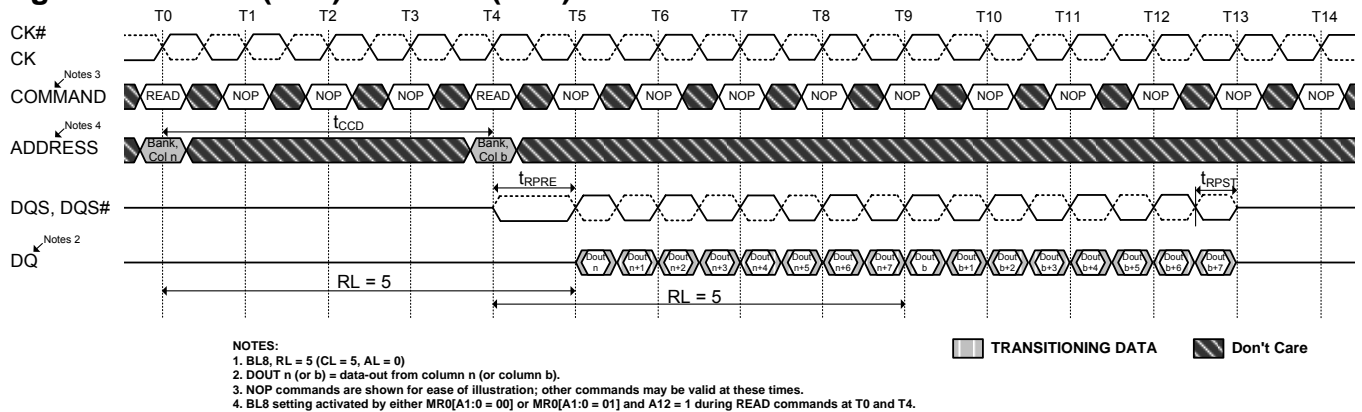 T0 T1 T2 T3 T4 T5 T6 T7 T8 T9 T10 T11 T12 T13 T14
CK#
CK
Notes 3
COMMAND READ NOP NOP NOP READ NOP NOP NOP NOP NOP NOP NOP NOP NOP NOP
tCCD
Notes 4
ADDRESS Bank, Col n Bank, Col b
tRPRE tRPST
DQS, DQS#
Notes 2
DQ Dout n Dout n+1 Dout n+2 Dout n+3 Dout n+4 Dout n+5 Dout n+6 Dout n+7 Dout b Dout b+1 Dout b+2 Dout b+3 Dout b+4 Dout b+5 Dout b+6 Dout b+7
RL = 5
RL = 5
NOTES:
1. BL8, RL = 5 (CL = 5, AL = 0)
2. DOUT n (or b) = data-out from column n (or column b).
3. NOP commands are shown for ease of illustration; other commands may be valid at these times.
4. BL8 setting activated by either MR0[A1:0 = 00] or MR0[A1:0 = 01] and A12 = 1 during READ commands at T0 and T4.
TRANSITIONING DATA
Don't Care